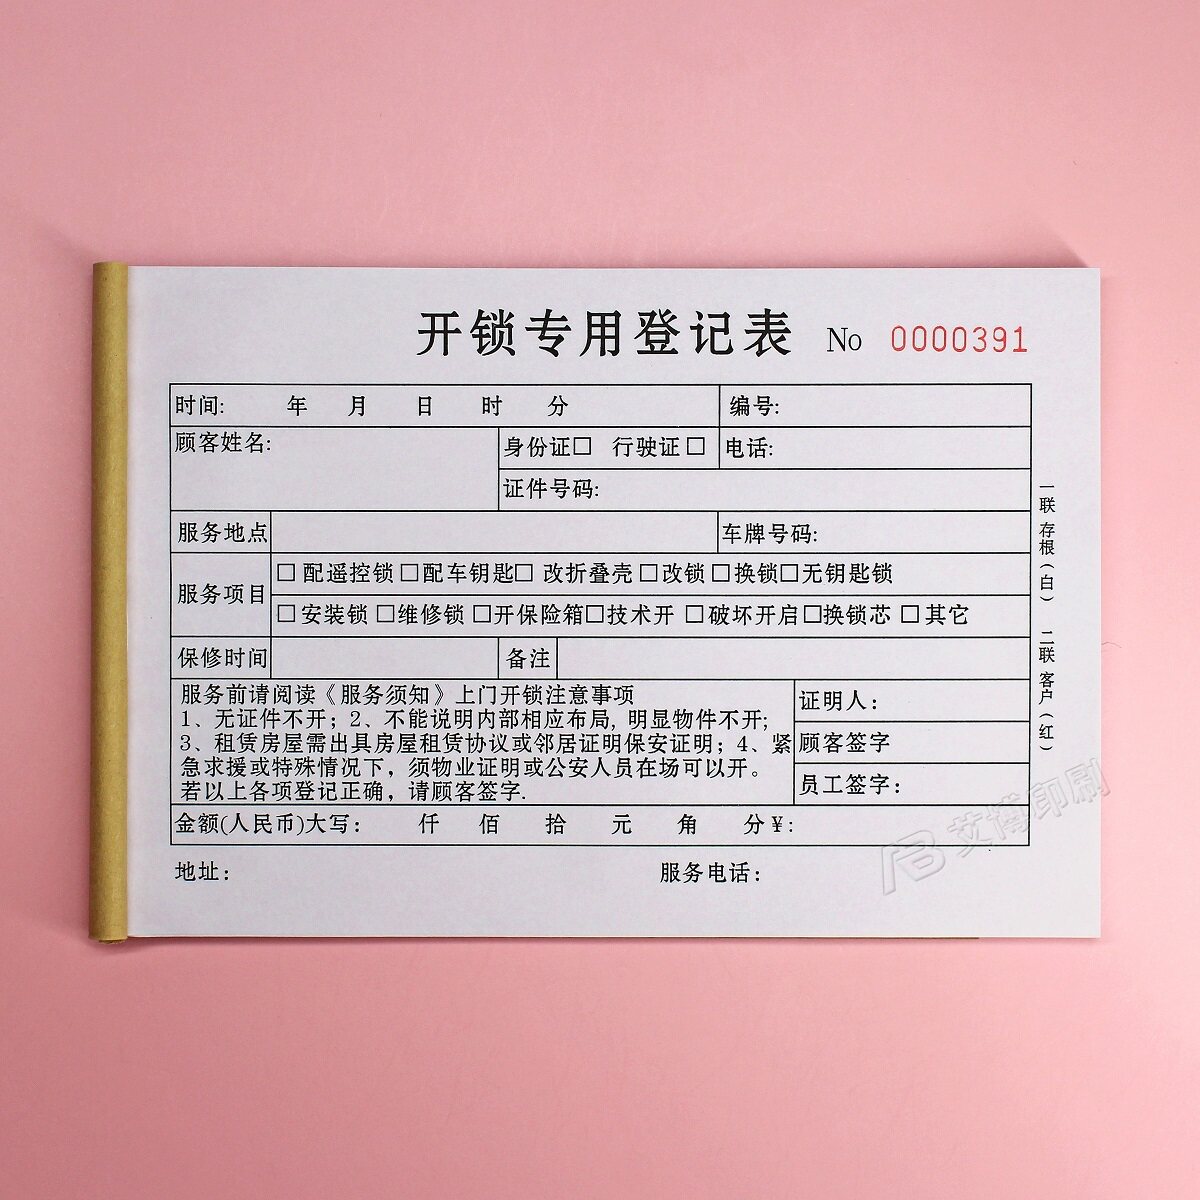 开锁专用登记表 No 0000391
时间: 年 月 日 时 分 编号:
顾客姓名: 身份证□ 行驶证□ 电话:
证件号码:
服务地点 车牌号码:
服务项目
□配遥控锁 □配车钥匙□ 改折叠壳 □改锁 □换锁□无钥匙锁
□安装锁 □维修锁 □开保险箱□技术开 □破坏开启□换锁芯 □其它
保修时间 备注
服务前请阅读《服务须知》上门开锁注意事项
1、无证件不开；2、不能说明内部相应布局,明显物件不开;
3、租赁房屋需出具房屋租赁协议或邻居证明保安证明；4、紧
急求援或特殊情况下，须物业证明或公安人员在场可以开。
若以上各项登记正确，请顾客签字.
证明人：
顾客签字
员工签字：
金额(人民币)大写： 仟 佰 拾 元 角 分¥:
地址： 服务电话：
一联 存根（白） 二联 客户（红）
AB艾博印刷